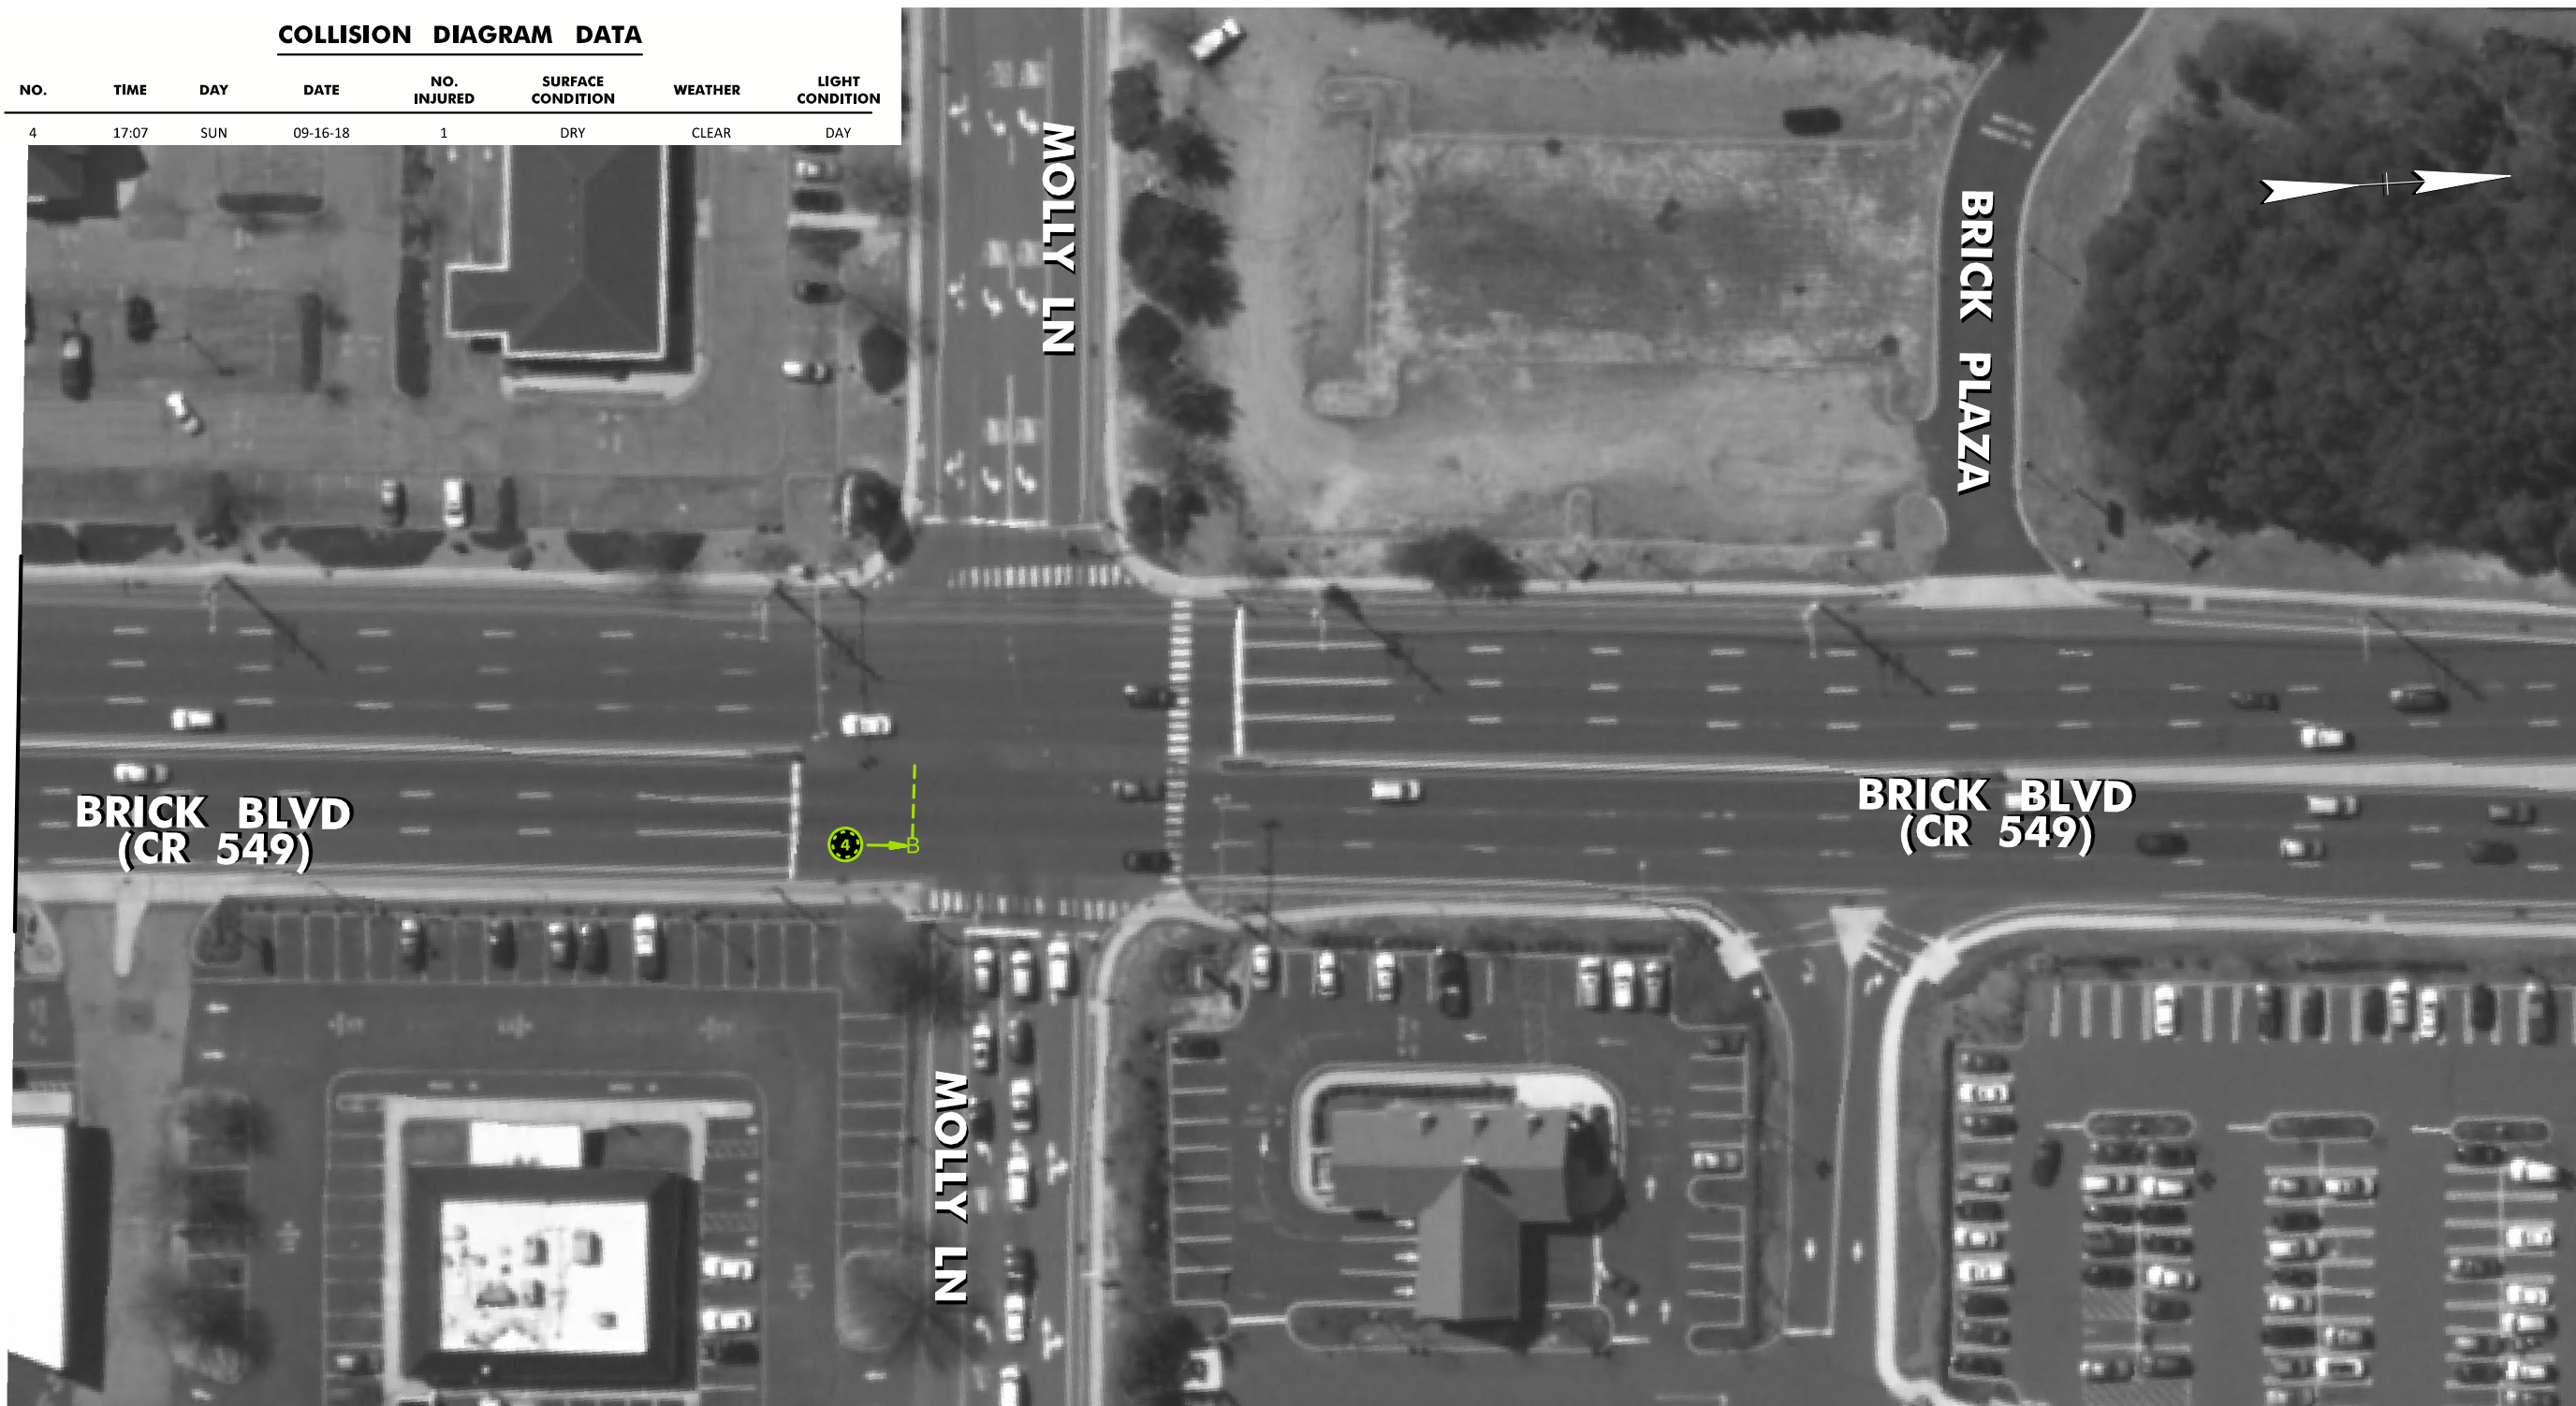 COLLISION DIAGRAM DATA
NO. TIME DAY DATE NO. INJURED SURFACE CONDITION WEATHER LIGHT CONDITION
4 17:07 SUN 09-16-18 1 DRY CLEAR DAY
MOLLY LN
BRICK PLAZA
BRICK BLVD
(CR 549)
BRICK BLVD
(CR 549)
4 B
MOLLY LN